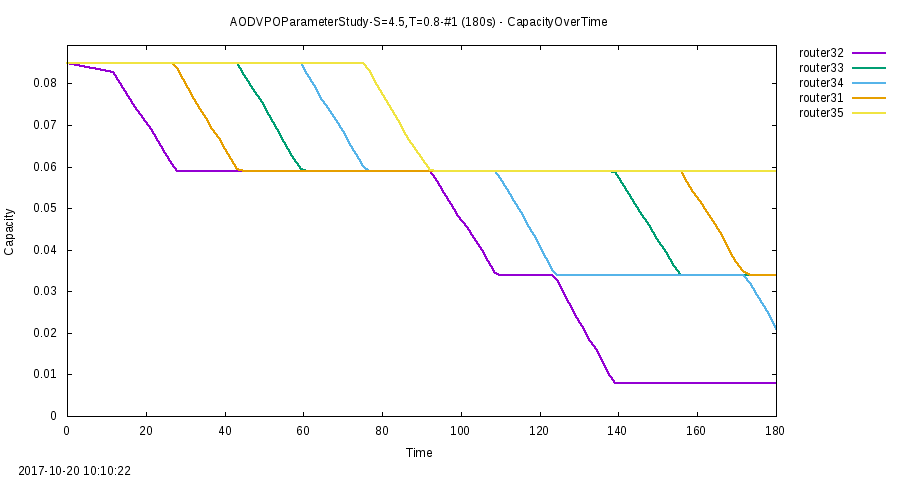 AODVPOParameterStudy-S=4.5,T=0.8-#1 (180s) - CapacityOverTime
router32
router33
router34
router31
router35
0.08
0.07
0.06
0.05
0.04
0.03
0.02
0.01
0
Capacity
0 20 40 60 80 100 120 140 160 180
Time
2017-10-20 10:10:22